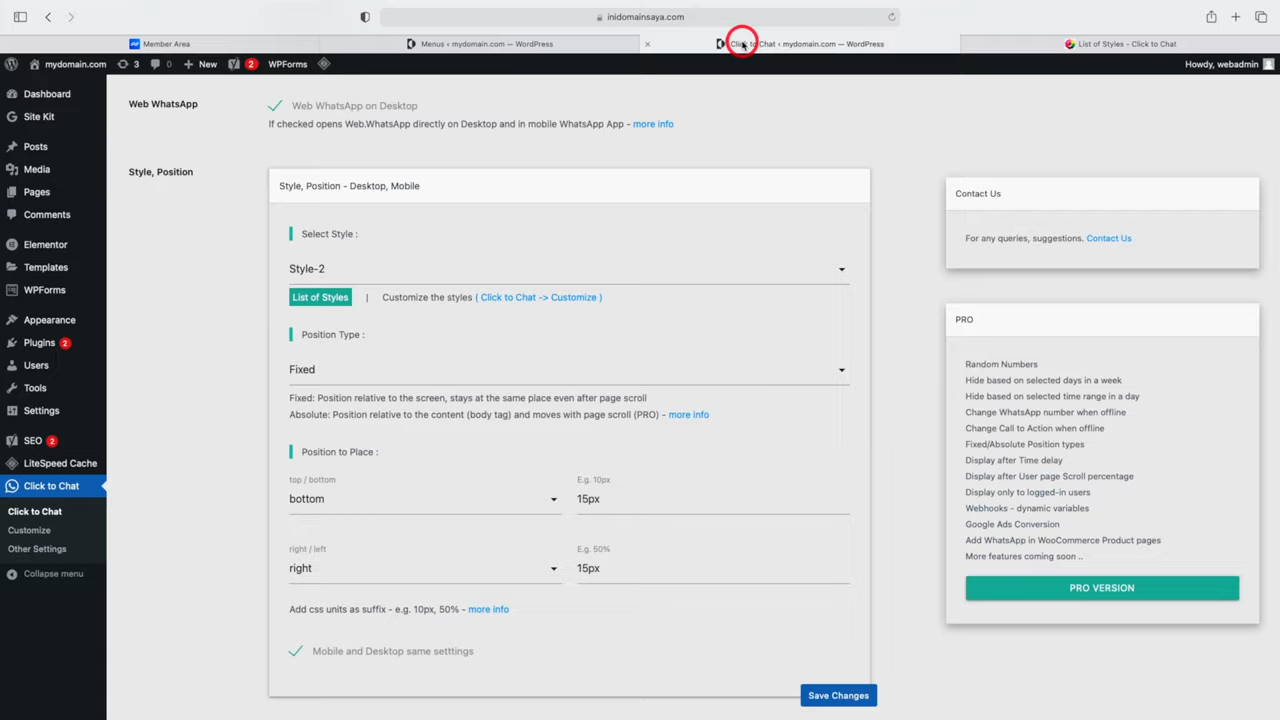 inidomainsaya.com
Member Area
Menus ‹ mydomain.com — WordPress
Click to Chat ‹ mydomain.com — WordPress
List of Styles - Click to Chat
mydomain.com
3
0
New
2
WPForms
Howdy, webadmin
Dashboard
Site Kit
Posts
Media
Pages
Comments
Elementor
Templates
WPForms
Appearance
Plugins 2
Users
Tools
Settings
SEO 2
LiteSpeed Cache
Click to Chat
Click to Chat
Customize
Other Settings
Collapse menu
Web WhatsApp
Web WhatsApp on Desktop
If checked opens Web.WhatsApp directly on Desktop and in mobile WhatsApp App - more info
Style, Position
Style, Position - Desktop, Mobile
Select Style :
Style-2
List of Styles | Customize the styles ( Click to Chat -> Customize )
Position Type :
Fixed
Fixed: Position relative to the screen, stays at the same place even after page scroll
Absolute: Position relative to the content (body tag) and moves with page scroll (PRO) - more info
Position to Place :
top / bottom
E.g. 10px
bottom
15px
right / left
E.g. 50%
right
15px
Add css units as suffix - e.g. 10px, 50% - more info
Mobile and Desktop same setttings
Save Changes
Contact Us
For any queries, suggestions. Contact Us
PRO
Random Numbers
Hide based on selected days in a week
Hide based on selected time range in a day
Change WhatsApp number when offline
Change Call to Action when offline
Fixed/Absolute Position types
Display after Time delay
Display after User page Scroll percentage
Display only to logged-in users
Webhooks - dynamic variables
Google Ads Conversion
Add WhatsApp in WooCommerce Product pages
More features coming soon ..
PRO VERSION